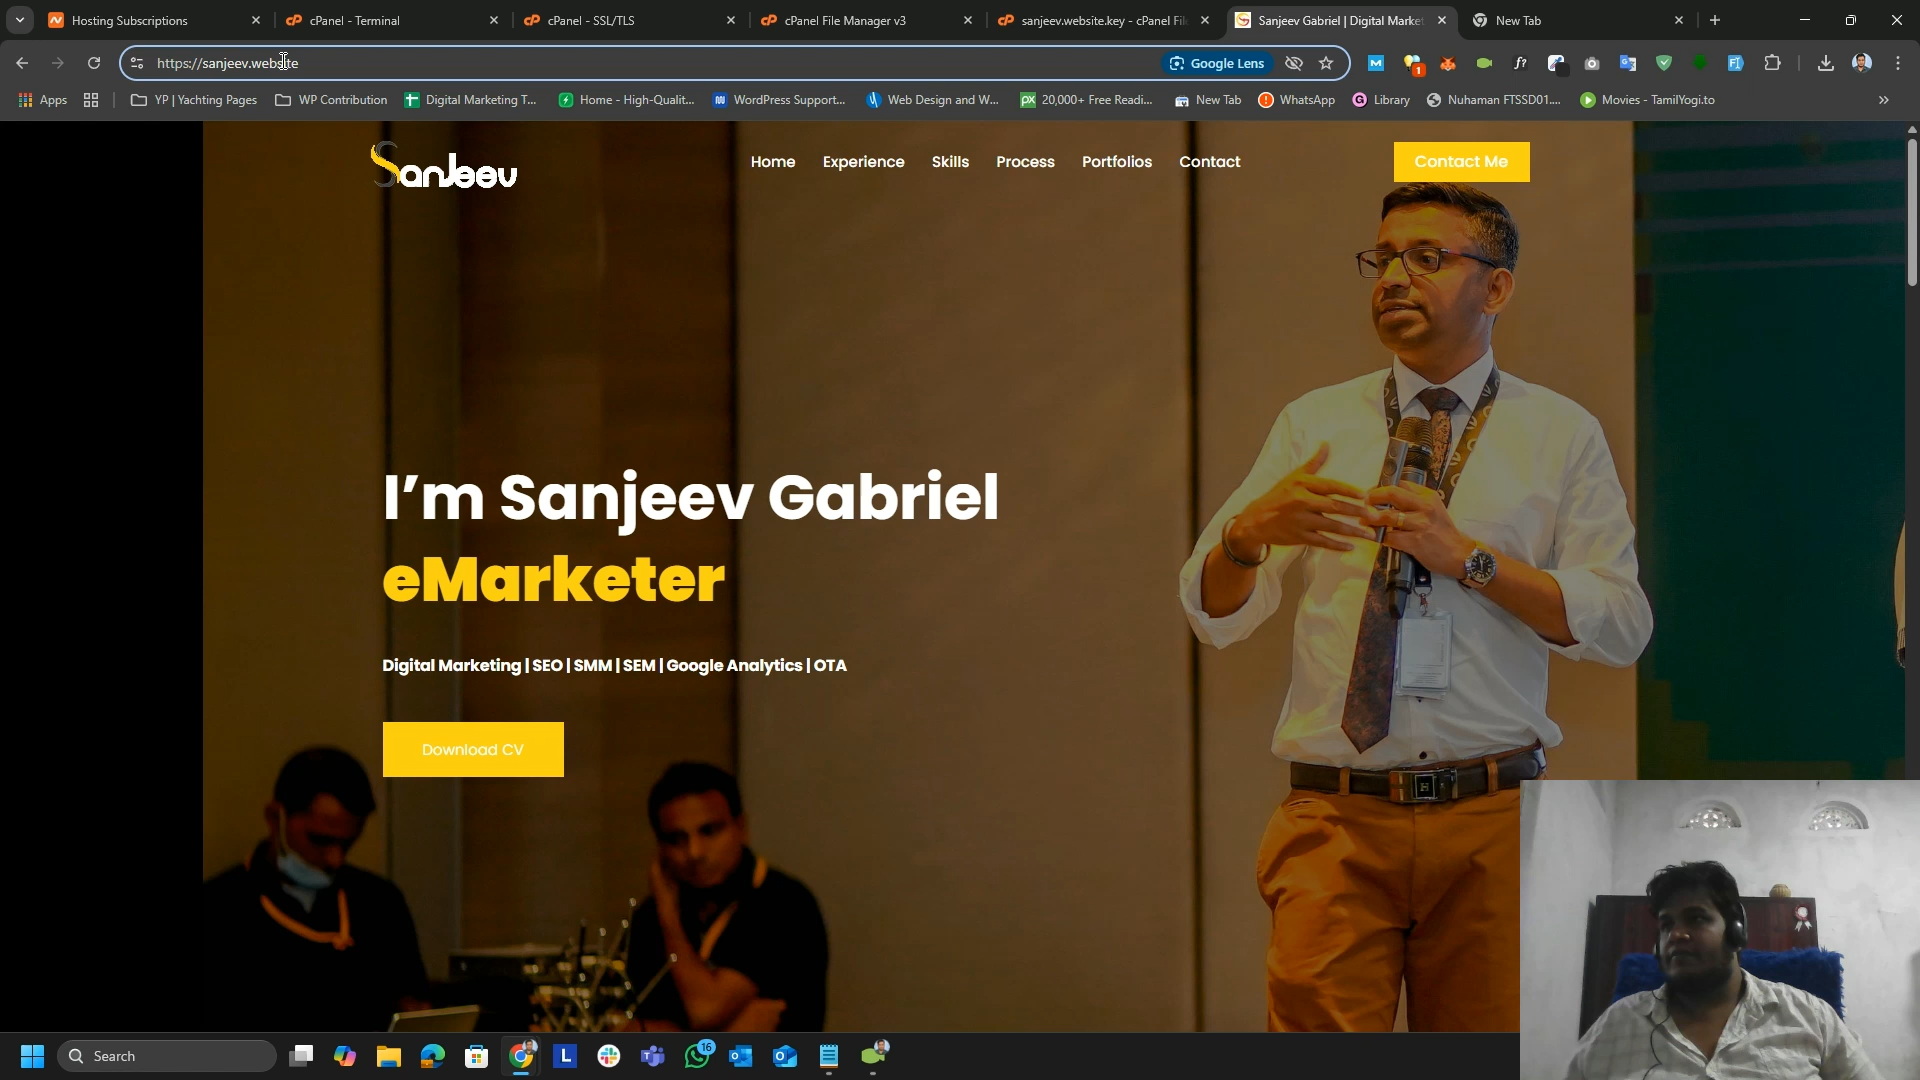 Hosting Subscriptions
cPanel - Terminal
cPanel - SSL/TLS
cPanel File Manager v3
sanjeev.website.key - cPanel Fil
Sanjeev Gabriel | Digital Market
New Tab
https://sanjeev.website
Google Lens
Apps
YP | Yachting Pages
WP Contribution
Digital Marketing T...
Home - High-Qualit...
WordPress Support...
Web Design and W...
20,000+ Free Readi...
New Tab
WhatsApp
Library
Nuhaman FTSSD01....
Movies - TamilYogi.to
Sanjeev
Home
Experience
Skills
Process
Portfolios
Contact
Contact Me
I’m Sanjeev Gabriel
eMarketer
Digital Marketing | SEO | SMM | SEM | Google Analytics | OTA
Download CV
Search
16